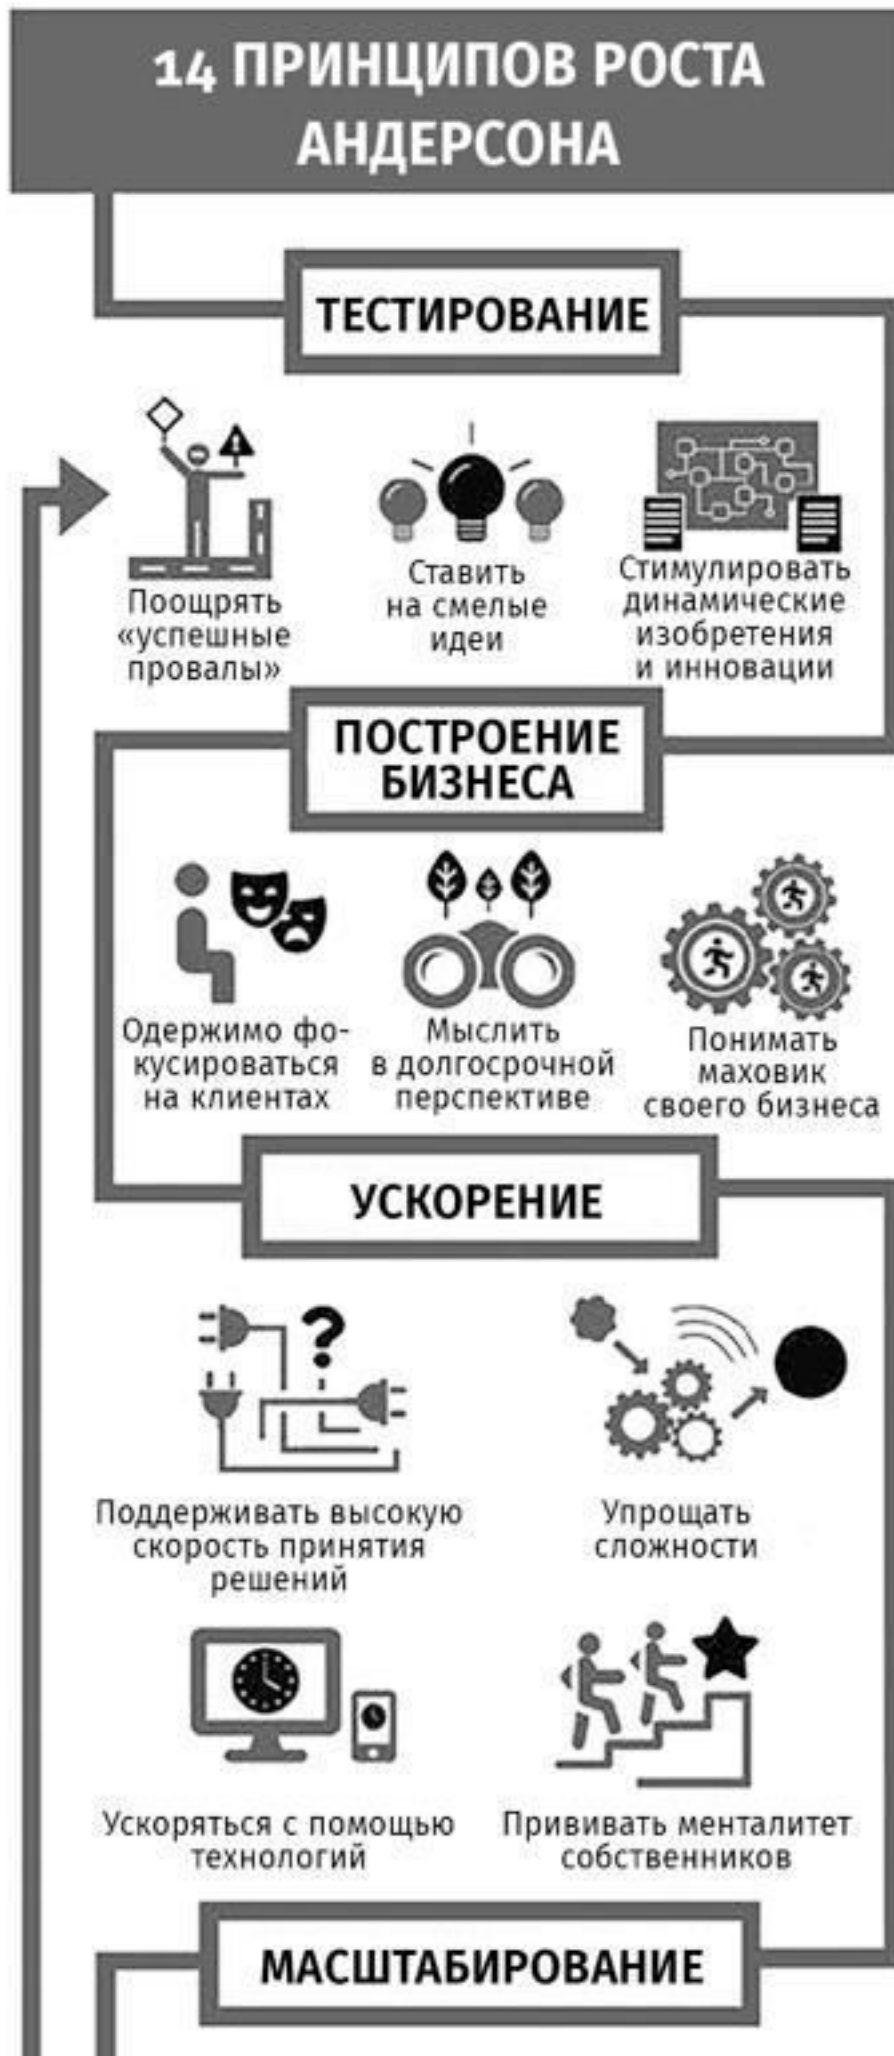 14 ПРИНЦИПОВ РОСТА
АНДЕРСОНА
ТЕСТИРОВАНИЕ
Поощрять
«успешные
провалы»
Ставить
на смелые
идеи
Стимулировать
динамические
изобретения
и инновации
ПОСТРОЕНИЕ
БИЗНЕСА
Одержимо фо-
кусироваться
на клиентах
Мыслить
в долгосрочной
перспективе
Понимать
маховик
своего бизнеса
УСКОРЕНИЕ
?
Поддерживать высокую
скорость принятия
решений
Упрощать
сложности
Ускоряться с помощью
технологий
Прививать менталитет
собственников
МАСШТАБИРОВАНИЕ